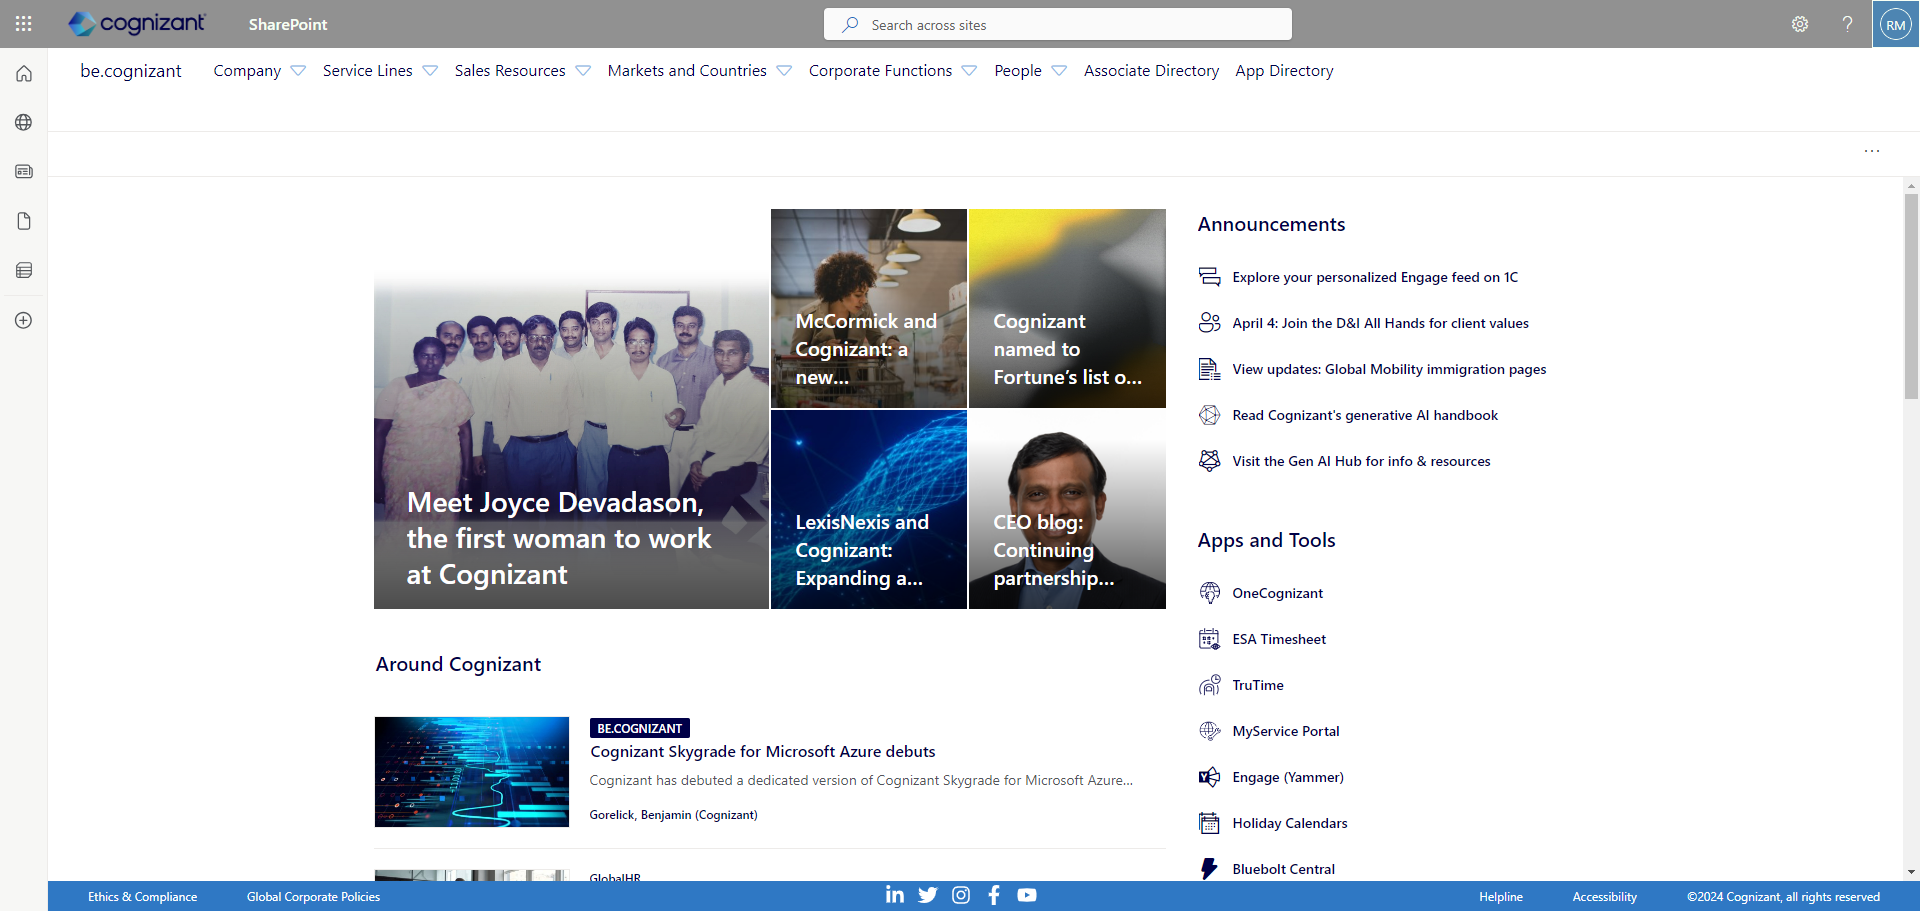 cognizant
SharePoint
Search across sites
RM
be.cognizant
Company
Service Lines
Sales Resources
Markets and Countries
Corporate Functions
People
Associate Directory
App Directory
McCormick and
Cognizant: a
new...
Cognizant
named to
Fortune’s list o...
Meet Joyce Devadason,
the first woman to work
at Cognizant
LexisNexis and
Cognizant:
Expanding a...
CEO blog:
Continuing
partnership...
Announcements
Explore your personalized Engage feed on 1C
April 4: Join the D&I All Hands for client values
View updates: Global Mobility immigration pages
Read Cognizant's generative AI handbook
Visit the Gen AI Hub for info & resources
Apps and Tools
OneCognizant
ESA Timesheet
TruTime
MyService Portal
Engage (Yammer)
Holiday Calendars
Bluebolt Central
Around Cognizant
BE.COGNIZANT
Cognizant Skygrade for Microsoft Azure debuts
Cognizant has debuted a dedicated version of Cognizant Skygrade for Microsoft Azure...
Gorelick, Benjamin (Cognizant)
GlobalHR
Ethics & Compliance
Global Corporate Policies
Helpline
Accessibility
©2024 Cognizant, all rights reserved